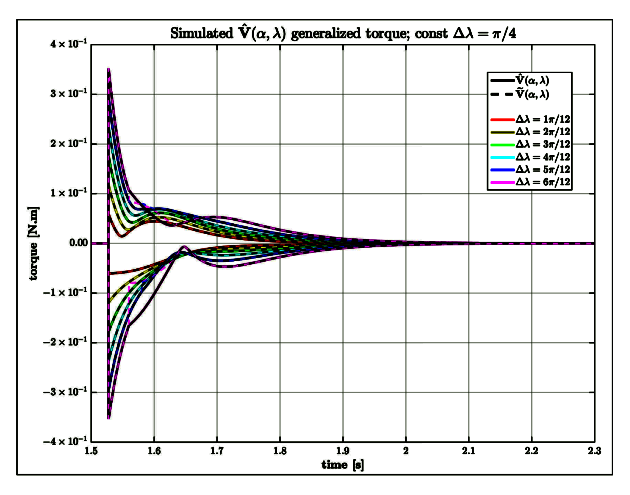 Simulated V̂(α, λ) generalized torque; const Δλ = π/4
4 × 10⁻¹
3 × 10⁻¹
2 × 10⁻¹
1 × 10⁻¹
0.00
−1 × 10⁻¹
−2 × 10⁻¹
−3 × 10⁻¹
−4 × 10⁻¹
torque [N.m]
V̂(α, λ)
Ṽ(α, λ)
Δλ = 1π/12
Δλ = 2π/12
Δλ = 3π/12
Δλ = 4π/12
Δλ = 5π/12
Δλ = 6π/12
1.5 1.6 1.7 1.8 1.9 2 2.1 2.2 2.3
time [s]